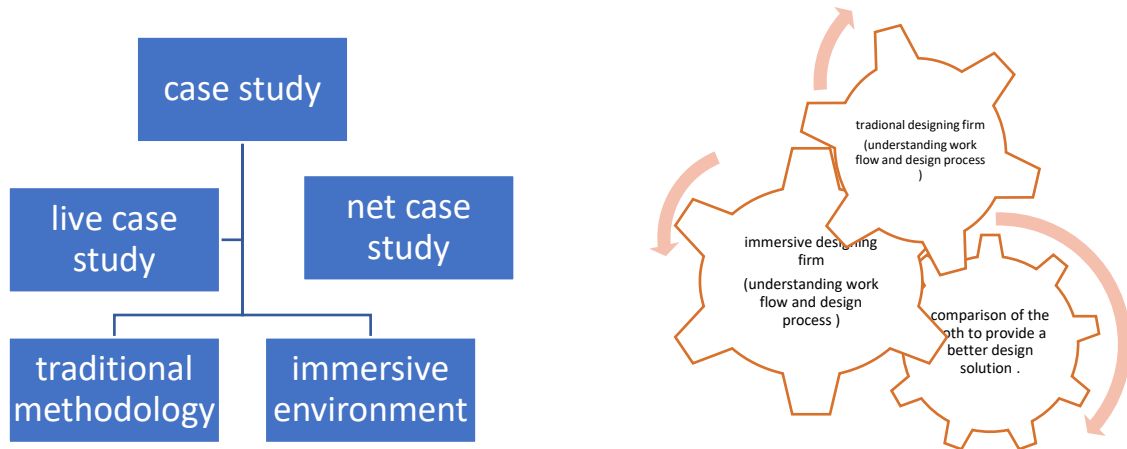 case study
live case
study
net case
study
traditional
methodology
immersive
environment
tradional designing firm
(understanding work
flow and design process
)
immersive designing
firm
(understanding work
flow and design
process )
comparison of the
oth to provide a
better design
solution .